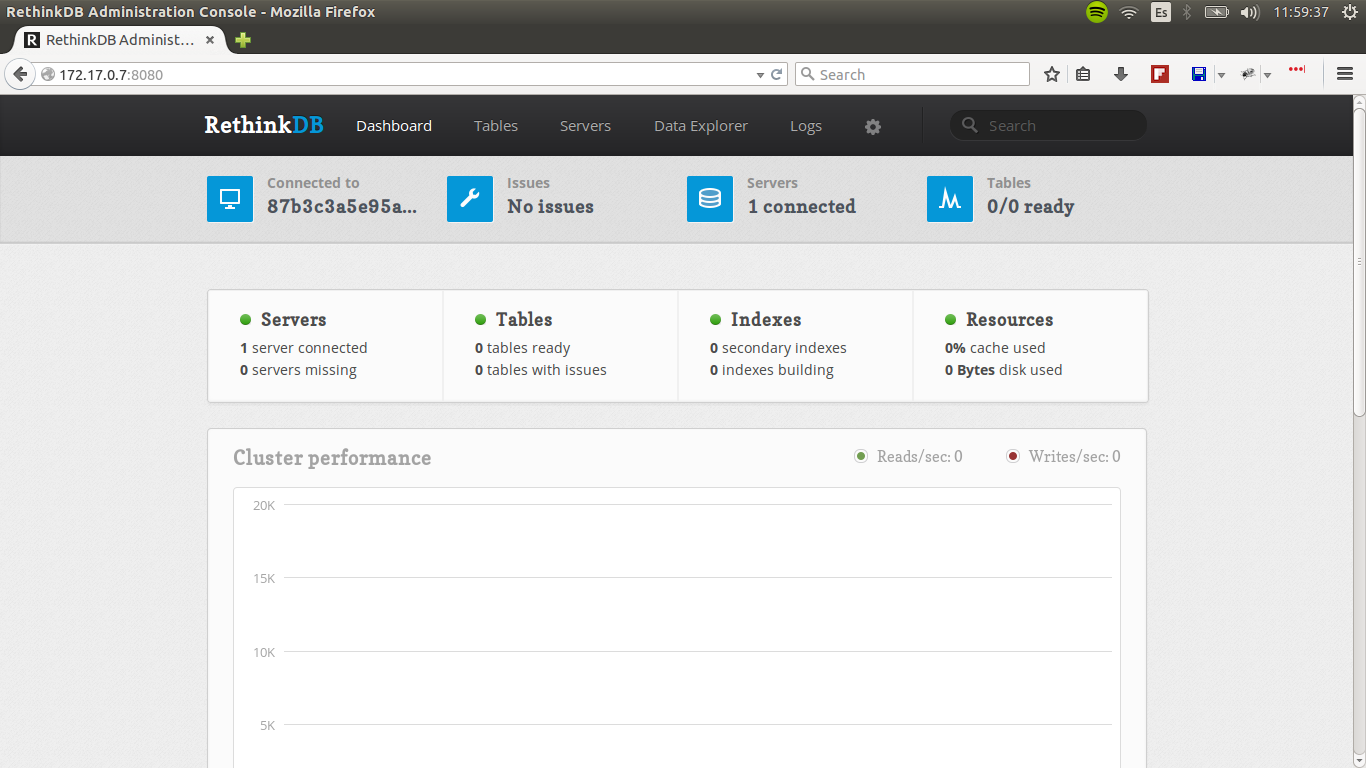 RethinkDB Administration Console - Mozilla Firefox
Es
11:59:37
RethinkDB Administ...
172.17.0.7:8080
Search
RethinkDB
Dashboard
Tables
Servers
Data Explorer
Logs
Search
Connected to
87b3c3a5e95a...
Issues
No issues
Servers
1 connected
Tables
0/0 ready
Servers
1 server connected
0 servers missing
Tables
0 tables ready
0 tables with issues
Indexes
0 secondary indexes
0 indexes building
Resources
0% cache used
0 Bytes disk used
Cluster performance
Reads/sec: 0
Writes/sec: 0
20K
15K
10K
5K